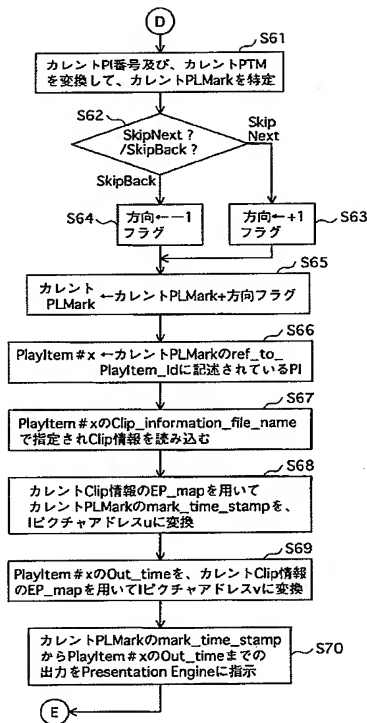 D
S61
カレントPI番号及び、カレントPTM
を変換して、カレントPLMarkを特定
S62
SkipNext?
/SkipBack?
Skip
Next
SkipBack
S64
方向←−1
フラグ
方向←+1
フラグ
S63
S65
カレント
PLMark ←カレントPLMark+方向フラグ
S66
PlayItem#x ←カレントPLMarkのref_to_
PlayItem_Idに記述されているPI
S67
PlayItem#xのClip_information_file_name
で指定されClip情報を読み込む
S68
カレントClip情報のEP_mapを用いて
カレントPLMarkのmark_time_stampを、
Iピクチャアドレスuに変換
S69
PlayItem#xのOut_timeを、カレントClip情報
のEP_mapを用いてIピクチャアドレスvに変換
S70
カレントPLMarkのmark_time_stamp
からPlayItem#xのOut_timeまでの
出力をPresentation Engineに指示
E